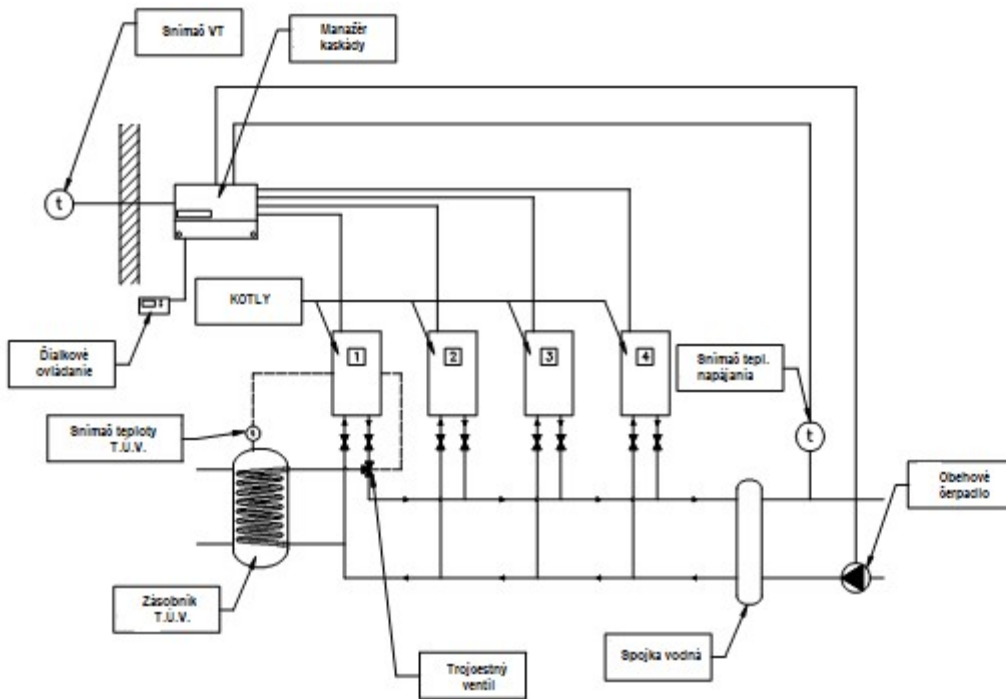 Snímač VT
Manažér
kaskády
t
KOTLY
Ďialkové
ovládanie
1
2
3
4
Snímač tepl.
napájania
t
Snímač teploty
T.U.V.
Obehové
čerpadlo
Zásobník
T.U.V.
Spojka vodná
Trojcestný
ventil